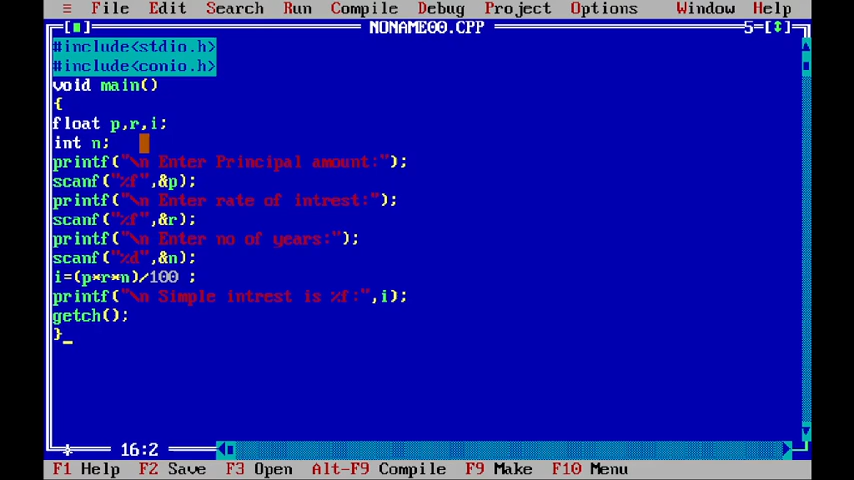 ≡ File Edit Search Run Compile Debug Project Options Window Help
NONAME00.CPP 5=[↕]
#include<stdio.h>
#include<conio.h>
void main()
{
float p,r,i;
int n;
printf("\n Enter Principal amount:");
scanf("%f",&p);
printf("\n Enter rate of intrest:");
scanf("%f",&r);
printf("\n Enter no of years:");
scanf("%d",&n);
i=(p*r*n)/100 ;
printf("\n Simple intrest is %f:",i);
getch();
}
16:2
F1 Help F2 Save F3 Open Alt-F9 Compile F9 Make F10 Menu